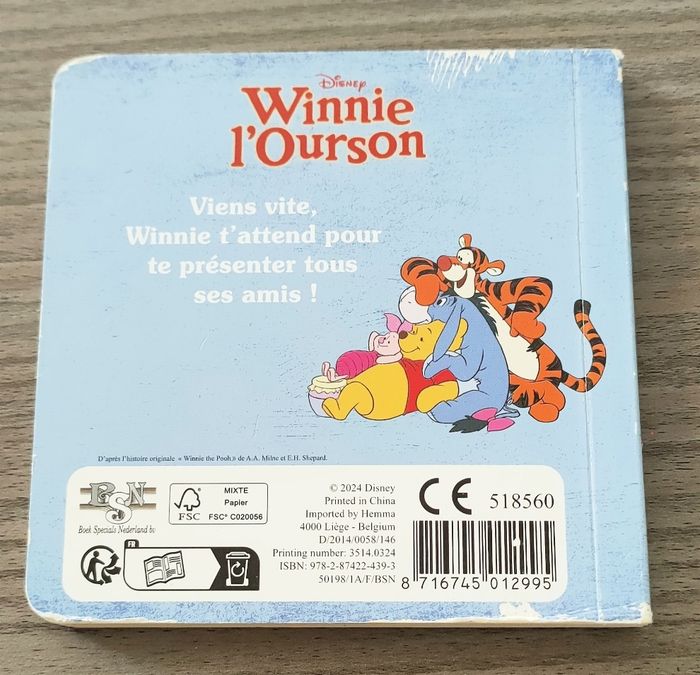 Disney
Winnie
l'Ourson
Viens vite,
Winnie t'attend pour
te présenter tous
ses amis !
D'après l'histoire originale « Winnie the Pooh » de A.A. Milne et E.H. Shepard.
BSN
Boek Specials Nederland bv
FSC
MIXTE
Papier
FSC® C020056
FR
© 2024 Disney
Printed in China
Imported by Hemma
4000 Liège - Belgium
D/2014/0058/146
Printing number: 3514.0324
ISBN: 978-2-87422-439-3
50198/1A/F/BSN
CE
518560
8 716745 012995